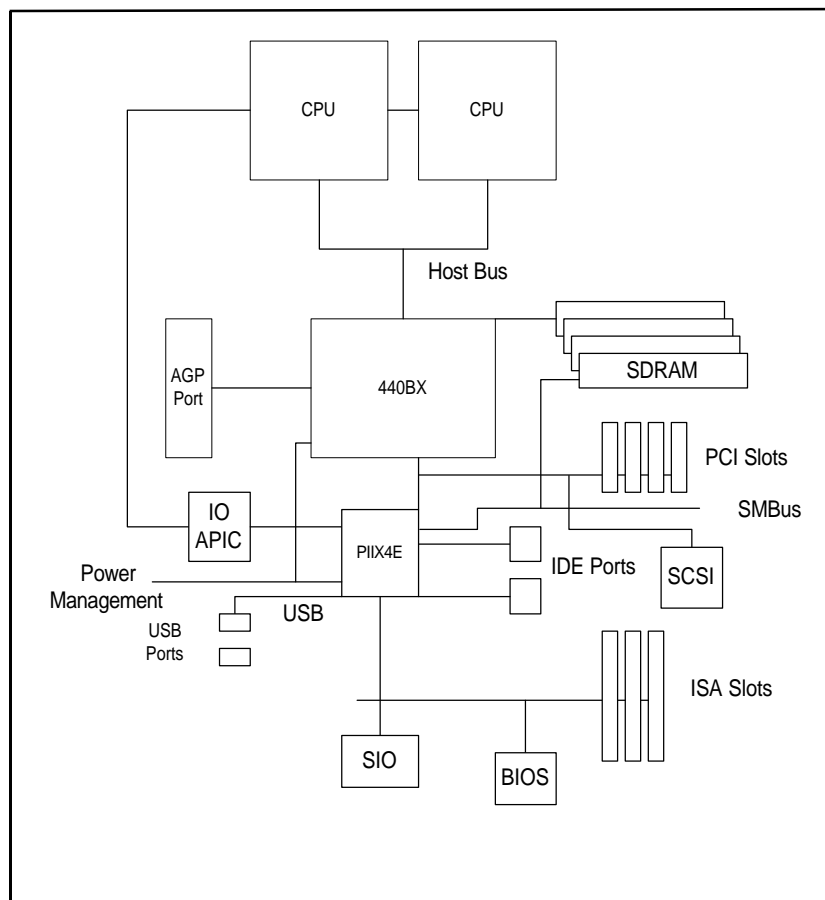 CPU
CPU
Host Bus
AGP
Port
440BX
SDRAM
PCI Slots
SMBus
IO
APIC
PIIX4E
IDE Ports
SCSI
Power
Management
USB
USB
Ports
ISA Slots
SIO
BIOS